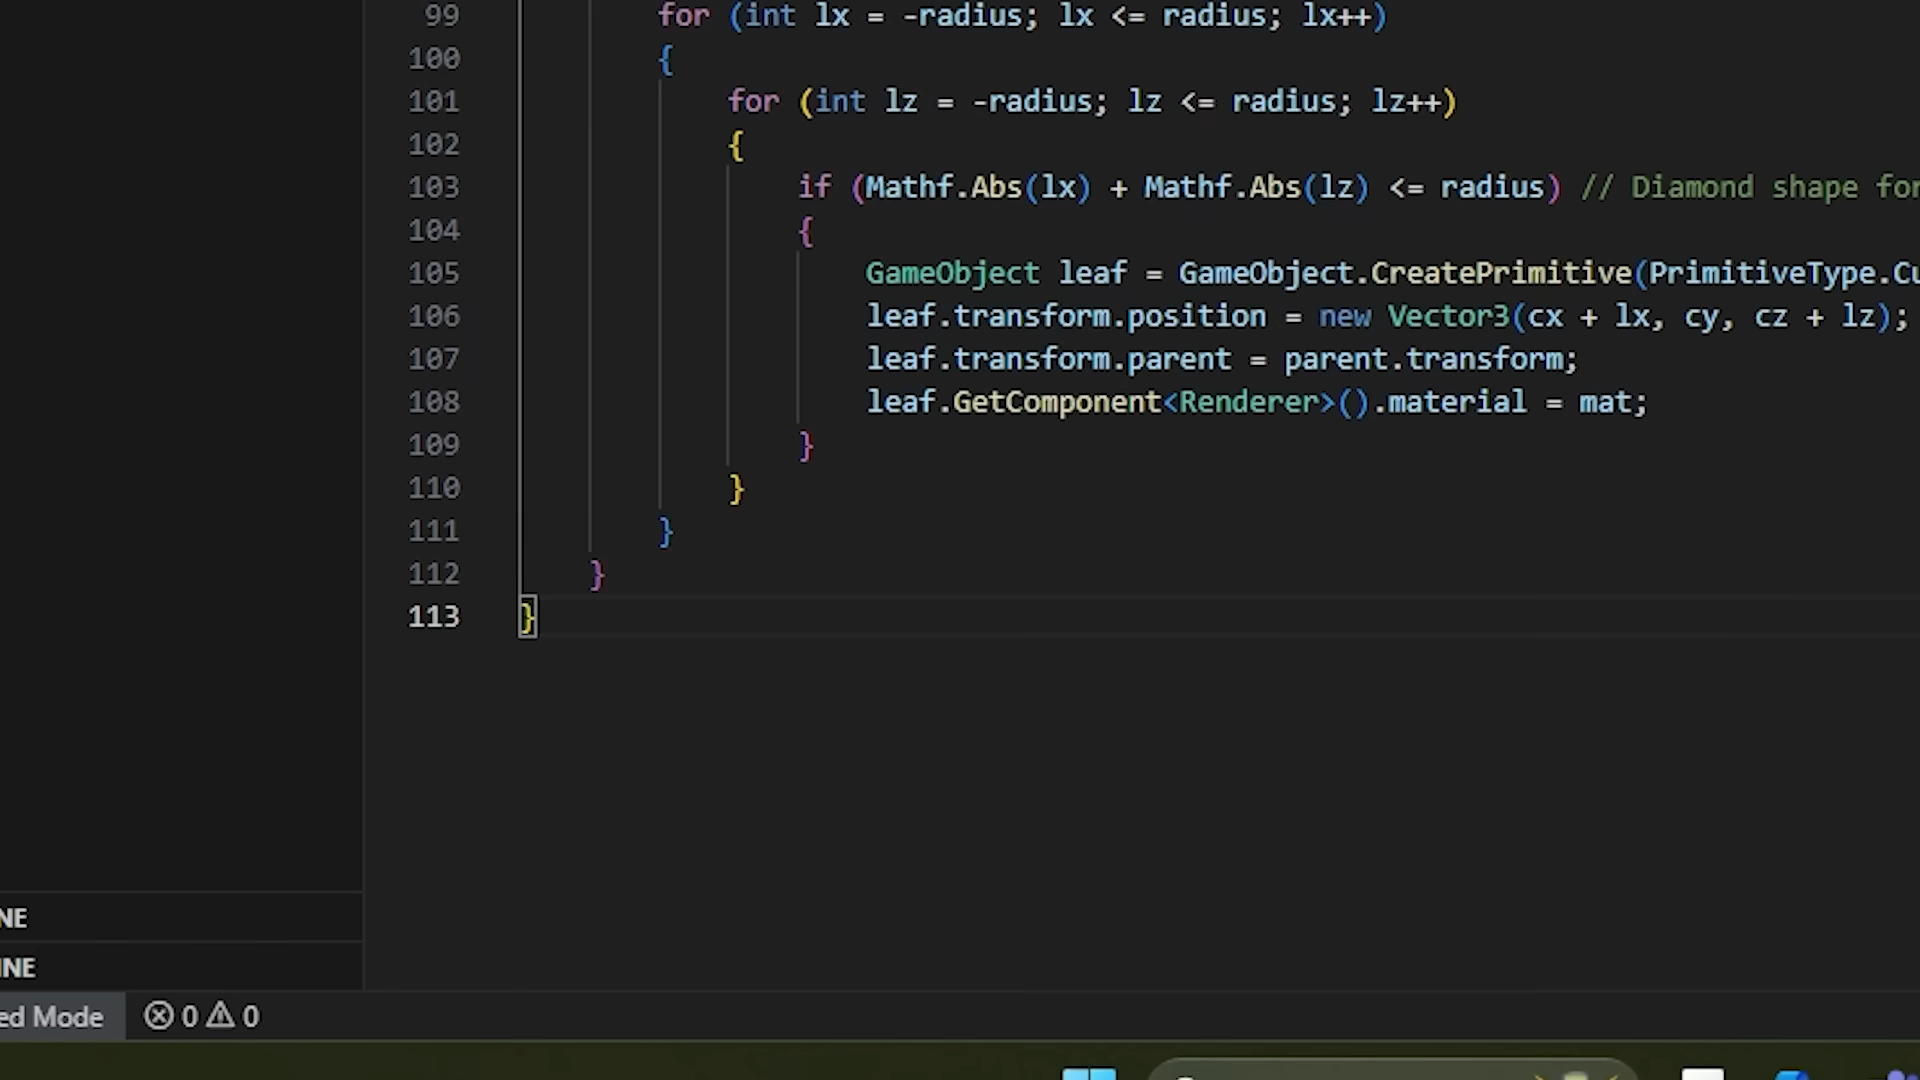 99 for (int lx = -radius; lx <= radius; lx++)
100 {
101 for (int lz = -radius; lz <= radius; lz++)
102 {
103 if (Mathf.Abs(lx) + Mathf.Abs(lz) <= radius) // Diamond shape for
104 {
105 GameObject leaf = GameObject.CreatePrimitive(PrimitiveType.Cu
106 leaf.transform.position = new Vector3(cx + lx, cy, cz + lz);
107 leaf.transform.parent = parent.transform;
108 leaf.GetComponent<Renderer>().material = mat;
109 }
110 }
111 }
112 }
113 }
NE
INE
ed Mode 0 0